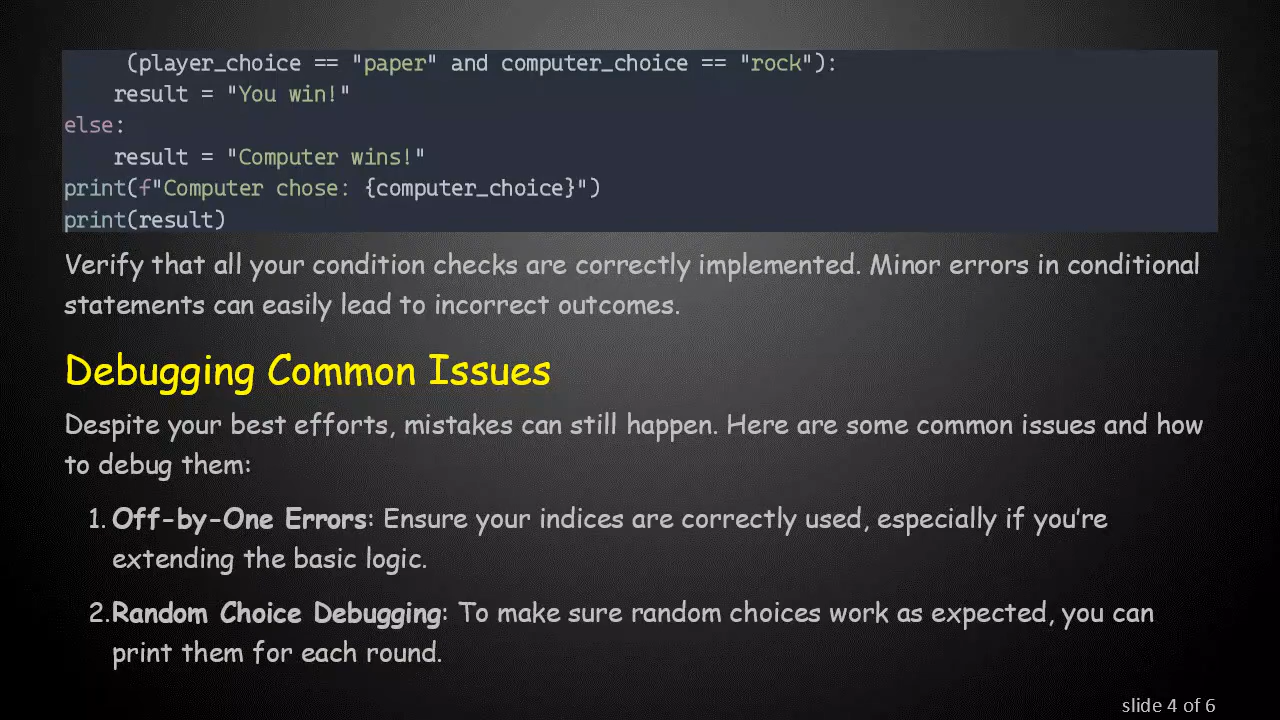 (player_choice == "paper" and computer_choice == "rock"):
    result = "You win!"
else:
    result = "Computer wins!"
print(f"Computer chose: {computer_choice}")
print(result)
Verify that all your condition checks are correctly implemented. Minor errors in conditional
statements can easily lead to incorrect outcomes.
Debugging Common Issues
Despite your best efforts, mistakes can still happen. Here are some common issues and how
to debug them:
1. Off-by-One Errors: Ensure your indices are correctly used, especially if you’re
extending the basic logic.
2. Random Choice Debugging: To make sure random choices work as expected, you can
print them for each round.
slide 4 of 6